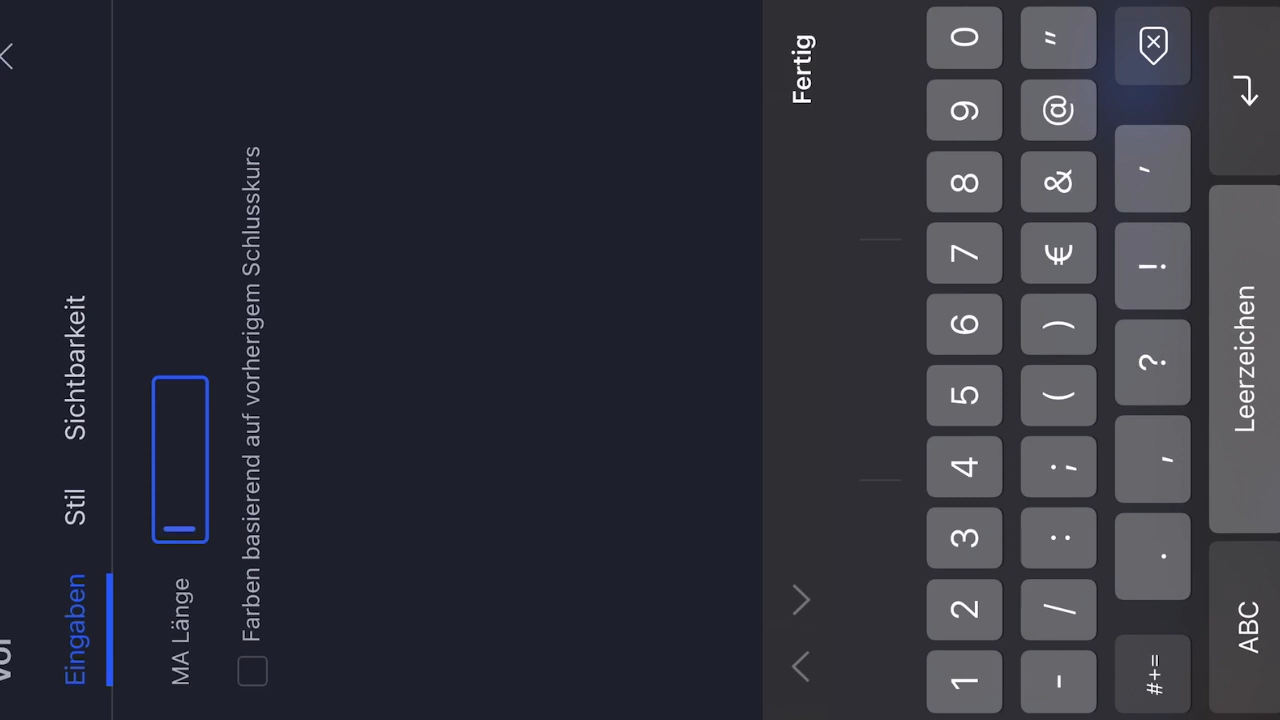 Vol
Eingaben Stil Sichtbarkeit
MA Länge
Farben basierend auf vorherigem Schlusskurs
Fertig
1 2 3 4 5 6 7 8 9 0
- / : ; ( ) € & @ "
#+= . , ? ! '
ABC Leerzeichen